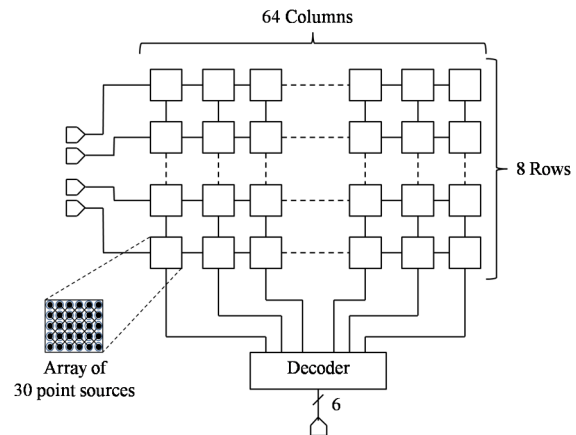 64 Columns
8 Rows
Array of
30 point sources
Decoder
6